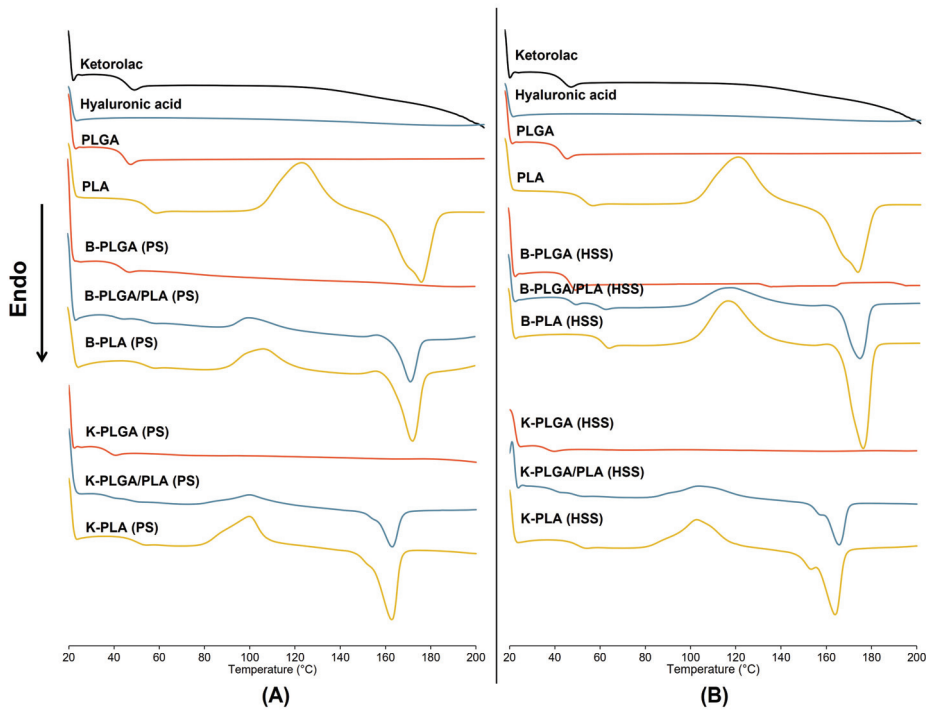 Endo
Ketorolac
Hyaluronic acid
PLGA
PLA
B-PLGA (PS)
B-PLGA/PLA (PS)
B-PLA (PS)
K-PLGA (PS)
K-PLGA/PLA (PS)
K-PLA (PS)
20 40 60 80 100 120 140 160 180 200
Temperature (°C)
(A)
Ketorolac
Hyaluronic acid
PLGA
PLA
B-PLGA (HSS)
B-PLGA/PLA (HSS)
B-PLA (HSS)
K-PLGA (HSS)
K-PLGA/PLA (HSS)
K-PLA (HSS)
20 40 60 80 100 120 140 160 180 200
Temperature (°C)
(B)